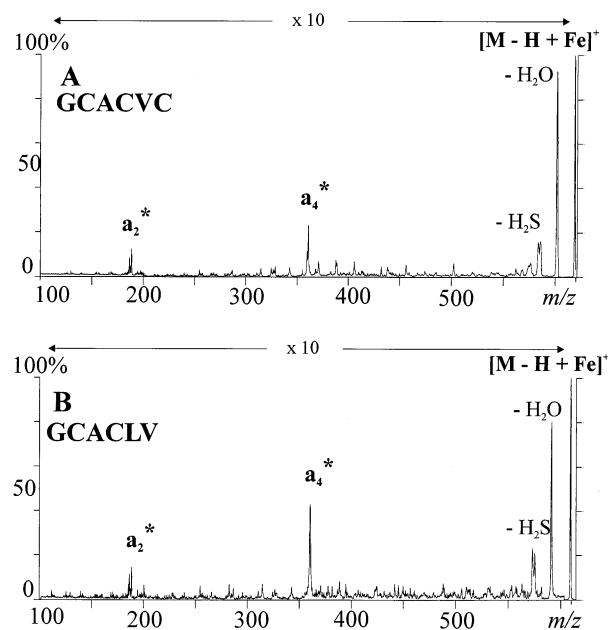 x 10
100%
[M - H + Fe]⁺
- H₂O
A
GCACVC
50
a₄*
a₂*
- H₂S
0
100 200 300 400 500 m/z
x 10
100%
[M - H + Fe]⁺
- H₂O
B
GCACLV
a₄*
50
- H₂S
a₂*
0
100 200 300 400 500 m/z